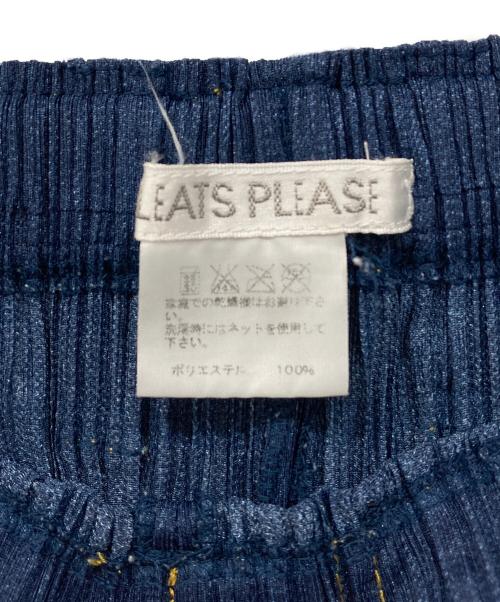 LEATS PLEASE
家庭での乾燥機はお避け下さ
い。
洗濯時にはネットを使用して
下さい。
ポリエステル 100%